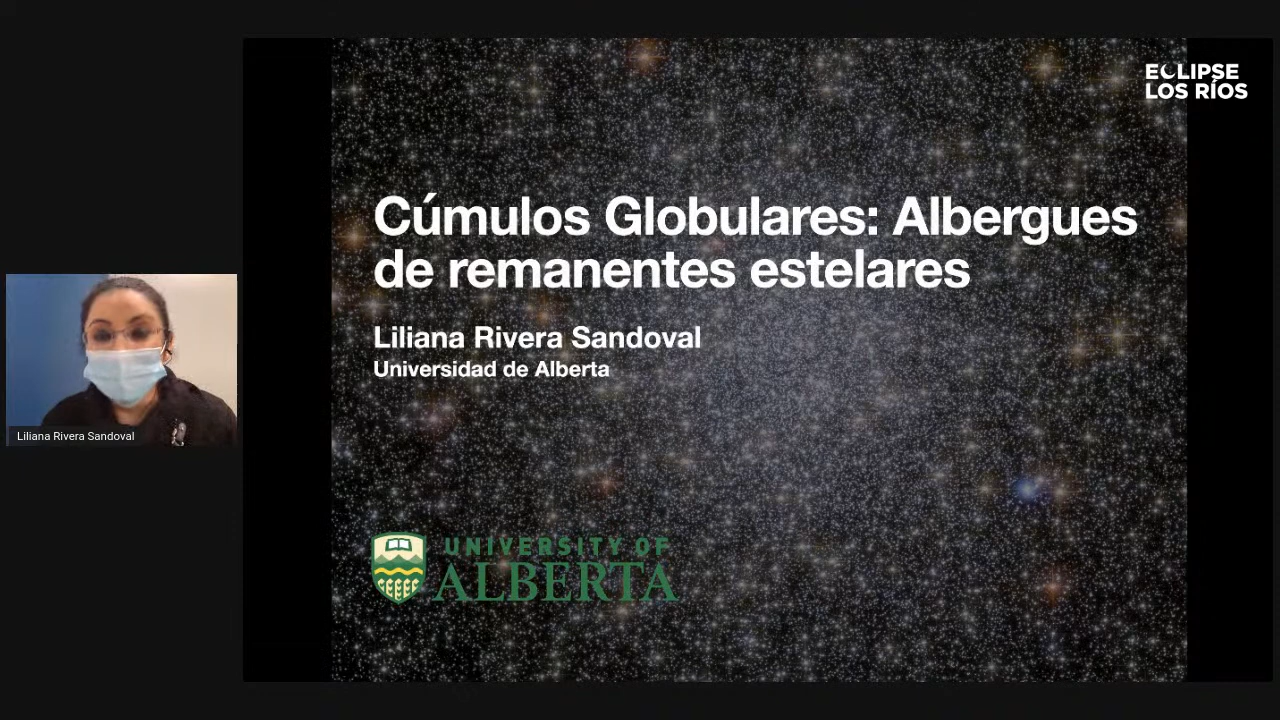 ECLIPSE
LOS RÍOS
Cúmulos Globulares: Albergues
de remanentes estelares
Liliana Rivera Sandoval
Universidad de Alberta
Liliana Rivera Sandoval
UNIVERSITY OF
ALBERTA